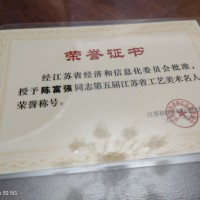 荣誉证书
经江苏省经济和信息化委员会批准，
授予陈富强同志第五届江苏省工艺美术名人
荣誉称号。